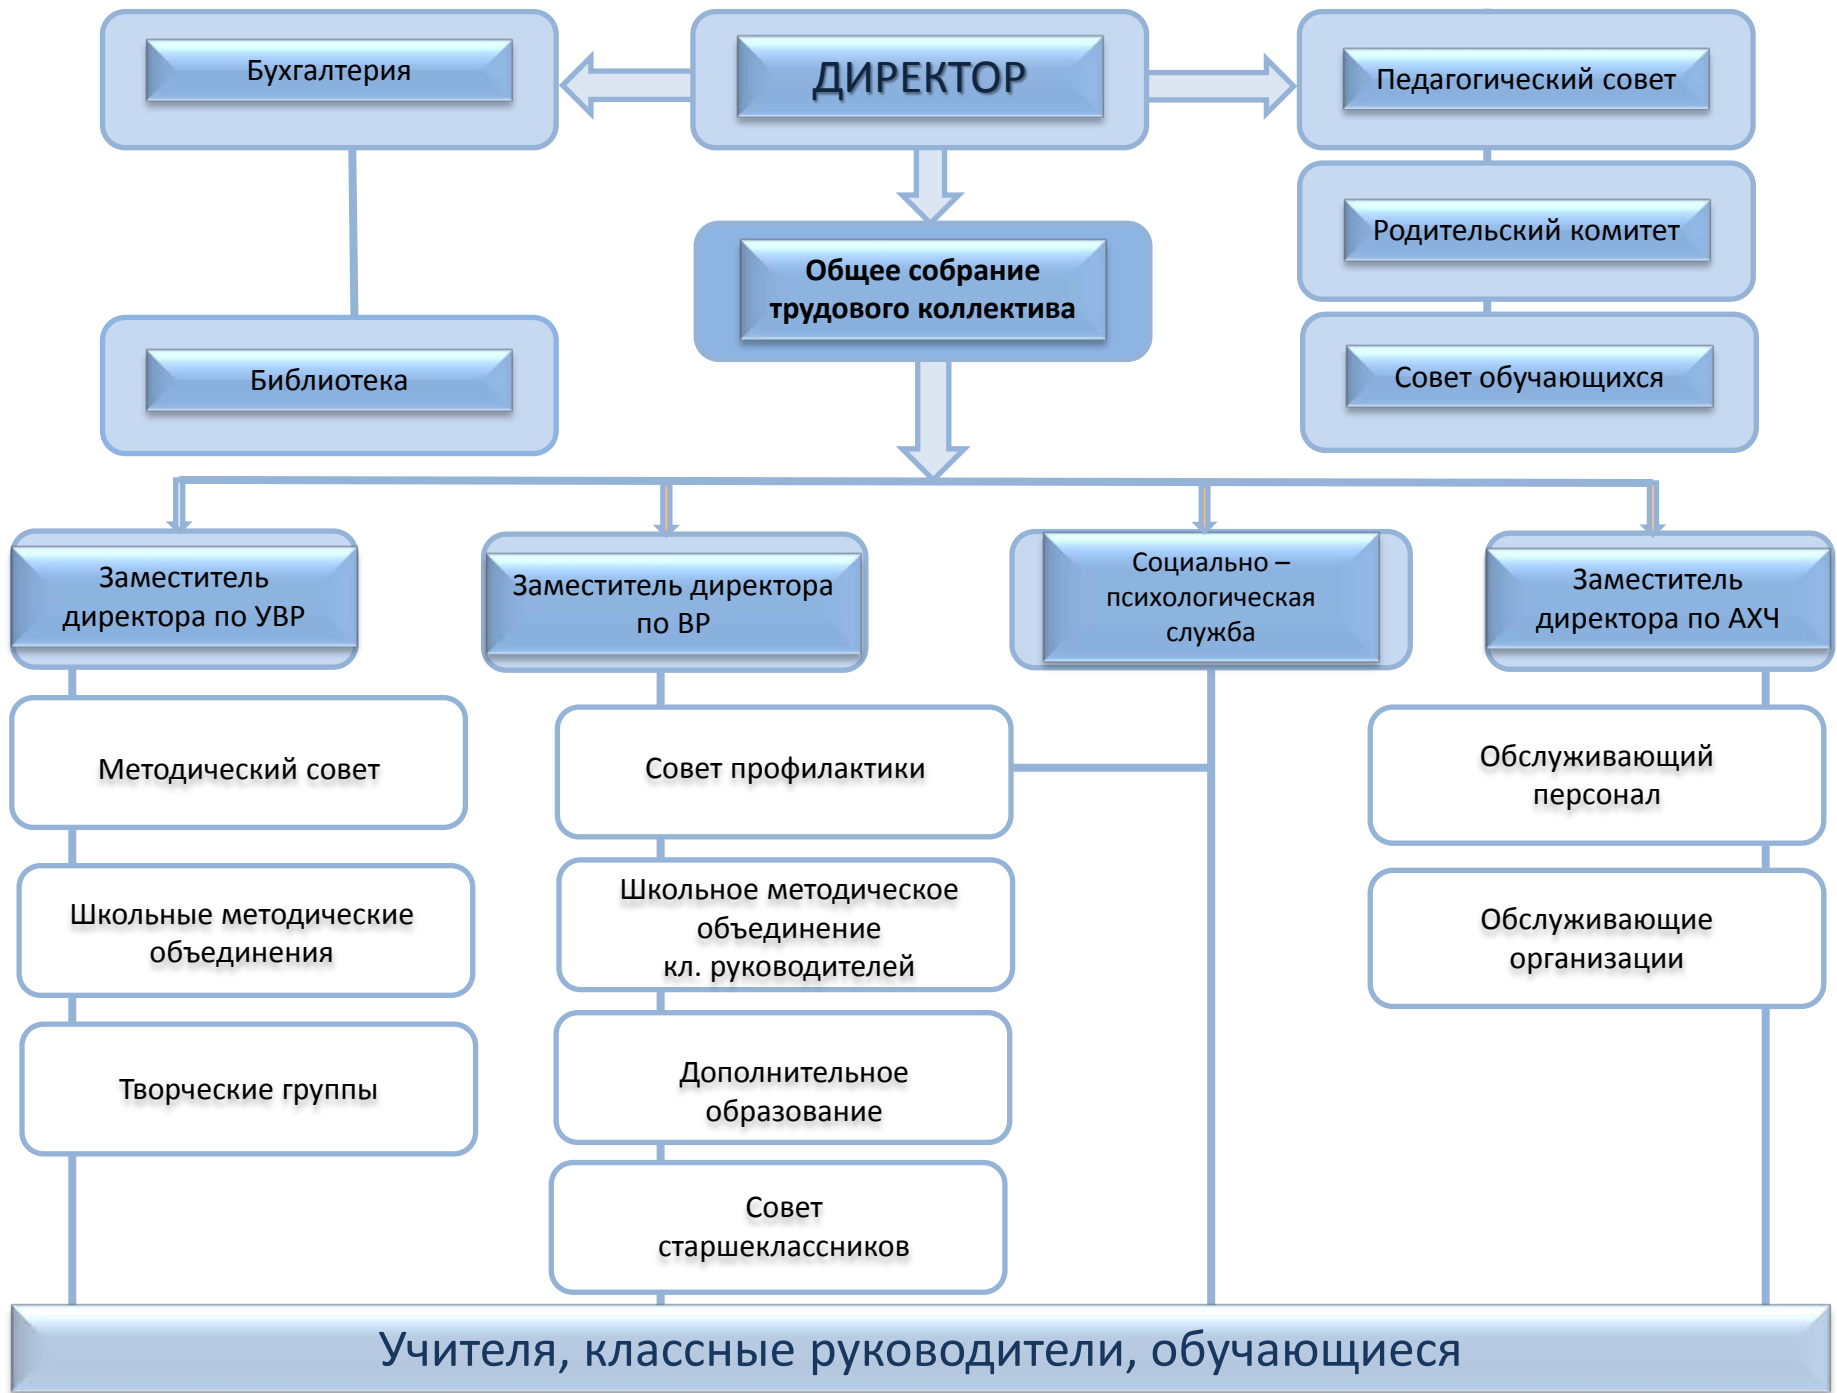 Бухгалтерия
ДИРЕКТОР
Педагогический совет
Родительский комитет
Общее собрание
трудового коллектива
Библиотека
Совет обучающихся
Заместитель
директора по УВР
Заместитель директора
по ВР
Социально –
психологическая
служба
Заместитель
директора по АХЧ
Методический совет
Совет профилактики
Обслуживающий
персонал
Школьные методические
объединения
Школьное методическое
объединение
кл. руководителей
Обслуживающие
организации
Творческие группы
Дополнительное
образование
Совет
старшеклассников
Учителя, классные руководители, обучающиеся